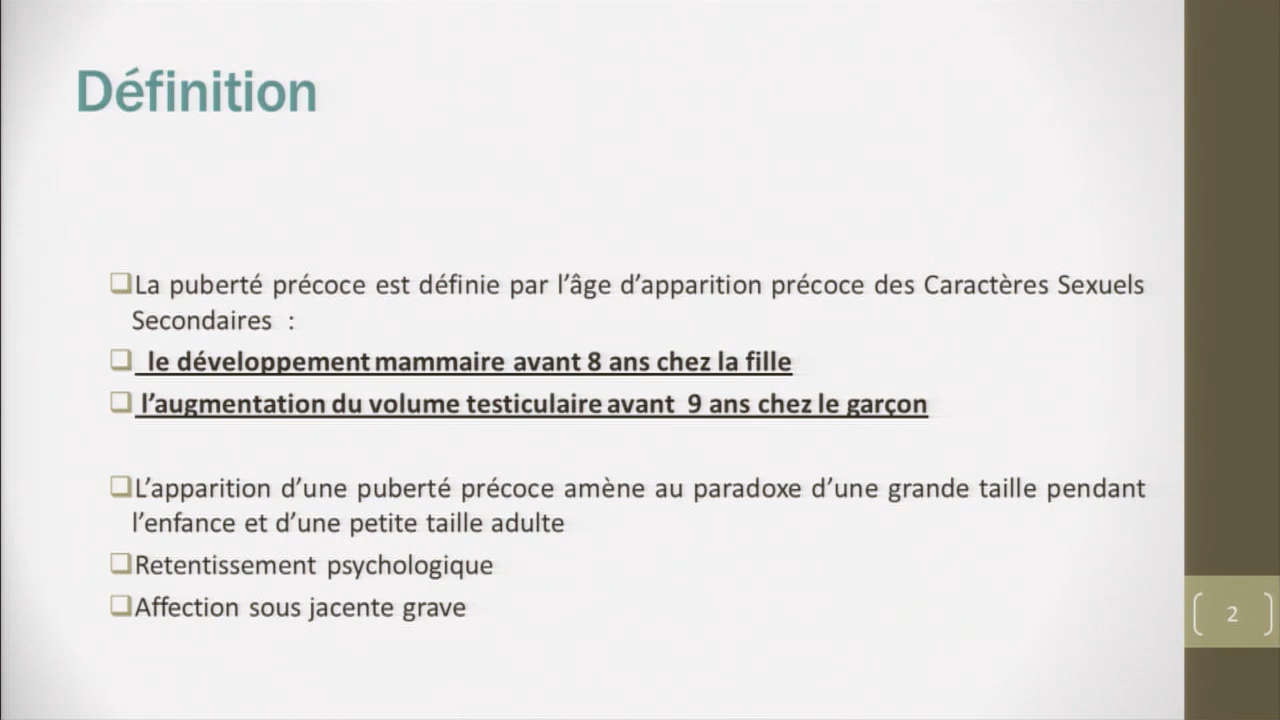 Définition
La puberté précoce est définie par l'âge d'apparition précoce des Caractères Sexuels
Secondaires :
le développement mammaire avant 8 ans chez la fille
l'augmentation du volume testiculaire avant 9 ans chez le garçon
L'apparition d'une puberté précoce amène au paradoxe d'une grande taille pendant
l'enfance et d'une petite taille adulte
Retentissement psychologique
Affection sous jacente grave
2